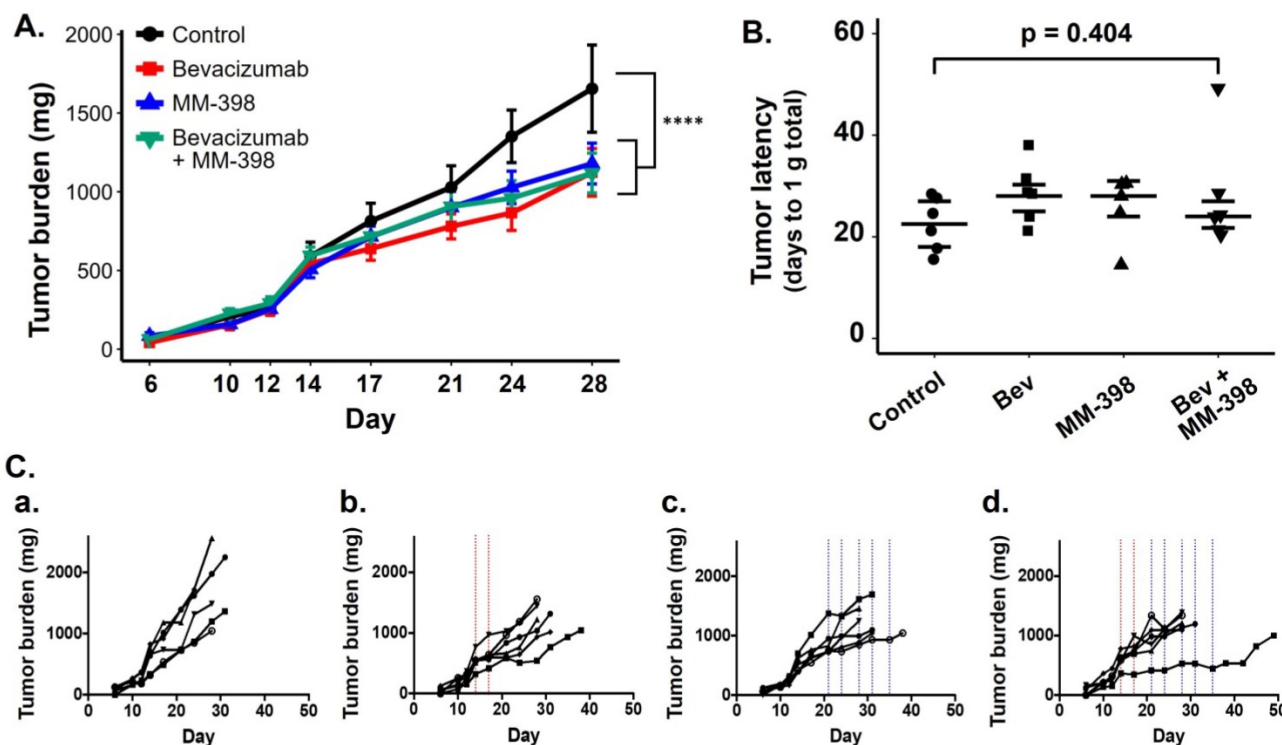 A.
Tumor burden (mg)
2000
1500
1000
500
0
Control
Bevacizumab
MM-398
Bevacizumab
+ MM-398
****
6 10 12 14 17 21 24 28
Day
B.
Tumor latency
(days to 1 g total)
60
40
20
0
p = 0.404
Control
Bev
MM-398
Bev +
MM-398
C.
a.
Tumor burden (mg)
2000
1000
0
0 10 20 30 40 50
Day
b.
Tumor burden (mg)
2000
1000
0
0 10 20 30 40 50
Day
c.
Tumor burden (mg)
2000
1000
0
0 10 20 30 40 50
Day
d.
Tumor burden (mg)
2000
1000
0
0 10 20 30 40 50
Day